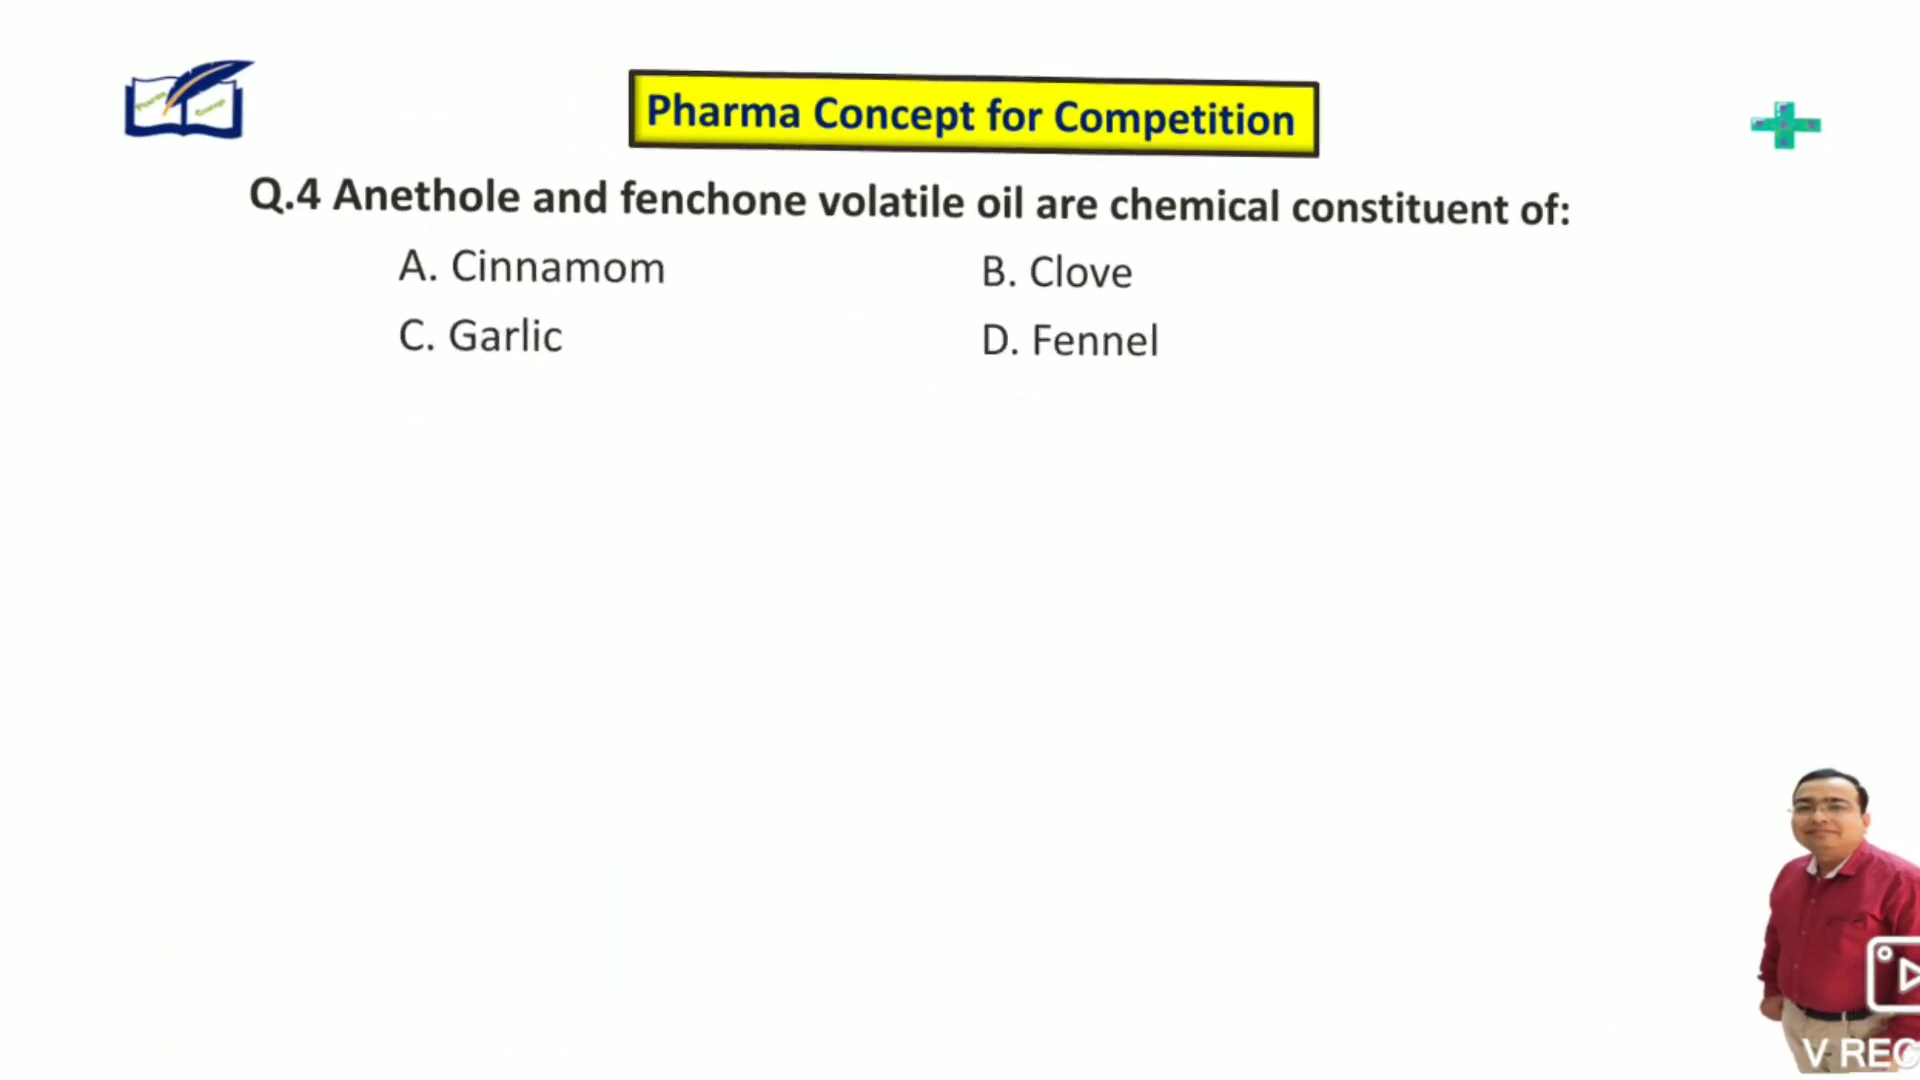 Pharma Concept for Competition
Q.4 Anethole and fenchone volatile oil are chemical constituent of:
A. Cinnamom
B. Clove
C. Garlic
D. Fennel
V REC